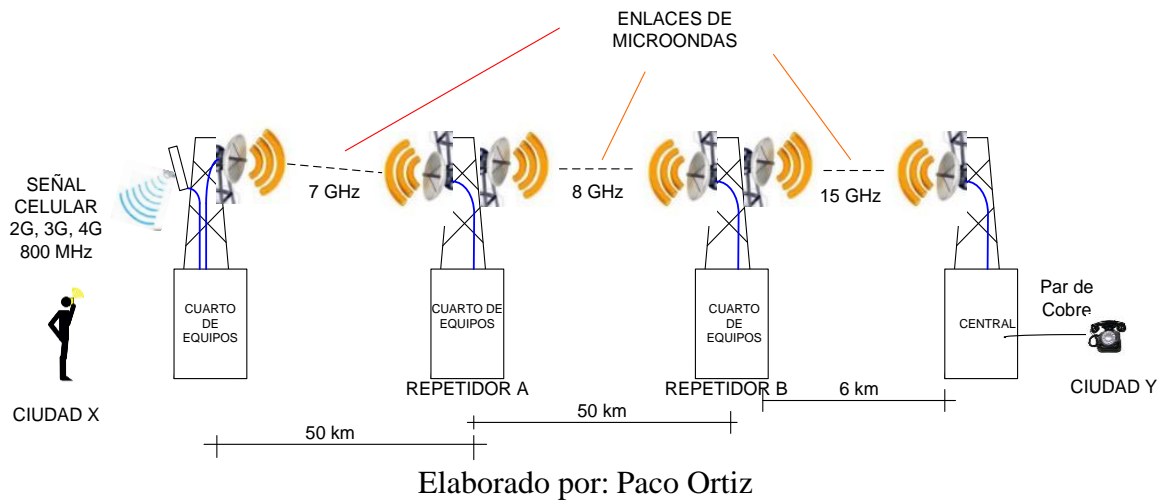 ENLACES DE
MICROONDAS
SEÑAL
CELULAR
2G, 3G, 4G
800 MHz
7 GHz
8 GHz
15 GHz
CUARTO
DE
EQUIPOS
CUARTO DE
EQUIPOS
CUARTO
DE
EQUIPOS
CENTRAL
Par de
Cobre
CIUDAD X
REPETIDOR A
REPETIDOR B
CIUDAD Y
50 km
50 km
6 km
Elaborado por: Paco Ortiz